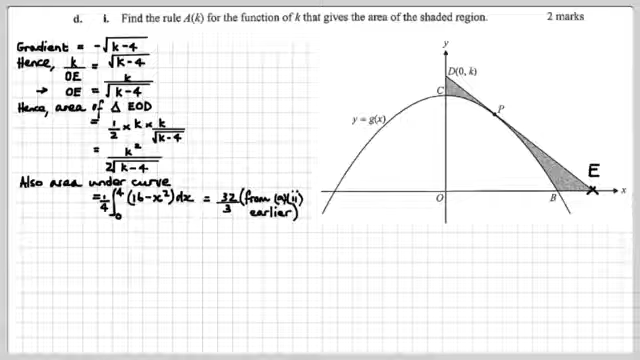 d. i. Find the rule A(k) for the function of k that gives the area of the shaded region. 2 marks
Gradient = -√k-4
Hence, k/OE = √k-4
→ OE = k/√k-4
Hence, area of △ EOD
= 1/2 × k × k/√k-4
= k²/2√k-4
Also area under curve
= 1/4 ∫₀⁴ (16-x²)dx = 32/3 (from (a)(ii)
earlier)
y
D(0, k)
C
P
y = g(x)
E
O
B
x